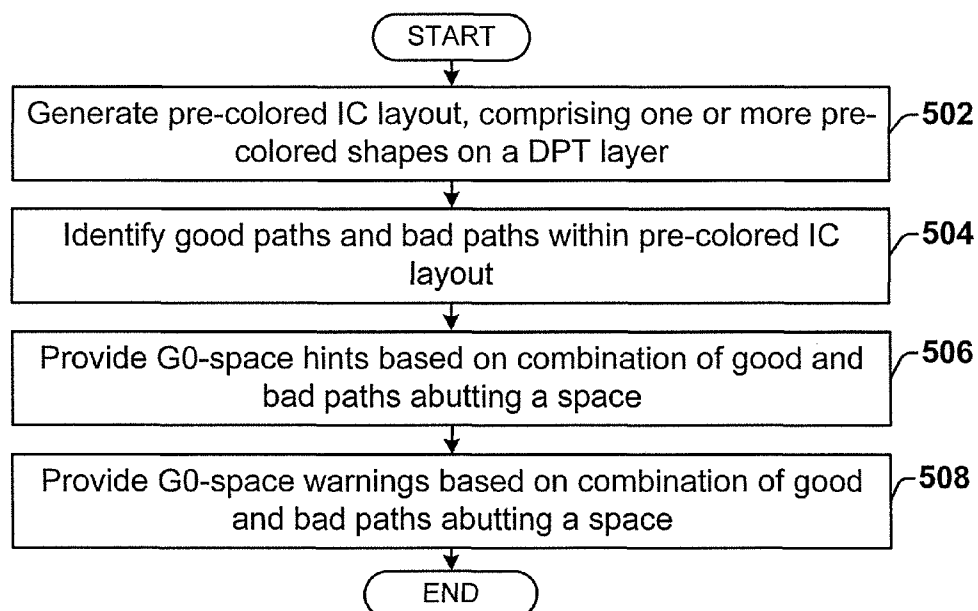 START
Generate pre-colored IC layout, comprising one or more pre-
colored shapes on a DPT layer
502
Identify good paths and bad paths within pre-colored IC
layout
504
Provide G0-space hints based on combination of good and
bad paths abutting a space
506
Provide G0-space warnings based on combination of good
and bad paths abutting a space
508
END